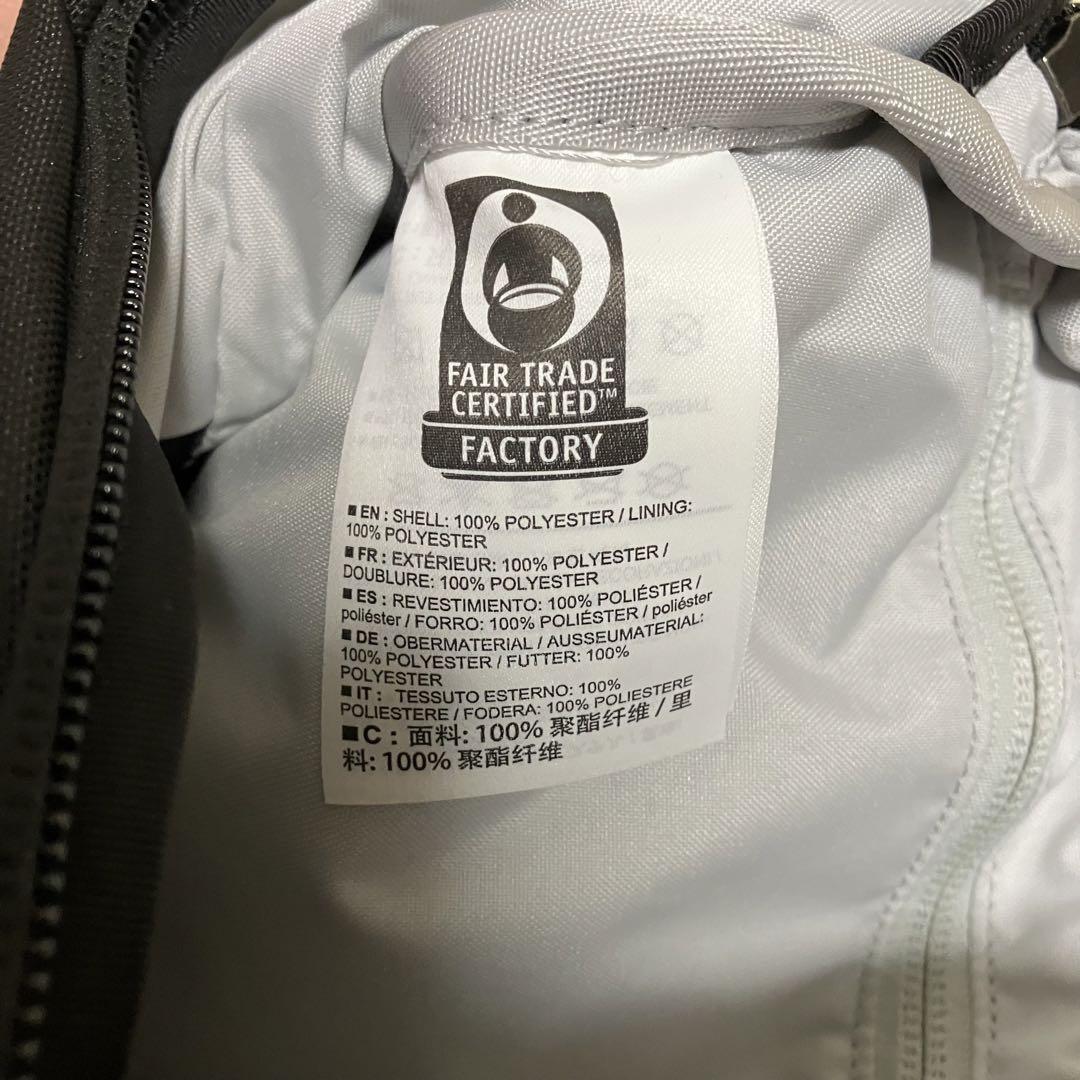 FAIR TRADE
CERTIFIED™
FACTORY
■ EN : SHELL: 100% POLYESTER / LINING:
100% POLYESTER
■ FR : EXTÉRIEUR: 100% POLYESTER /
DOUBLURE: 100% POLYESTER
■ ES : REVESTIMIENTO: 100% POLIÉSTER /
poliéster / FORRO: 100% POLIÉSTER / poliéster
■ DE : OBERMATERIAL / AUSSEUMATERIAL:
100% POLYESTER / FUTTER: 100%
POLYESTER
■ IT : TESSUTO ESTERNO: 100%
POLIESTERE / FODERA: 100% POLIESTERE
■ C : 面料: 100% 聚酯纤维 / 里
料: 100% 聚酯纤维